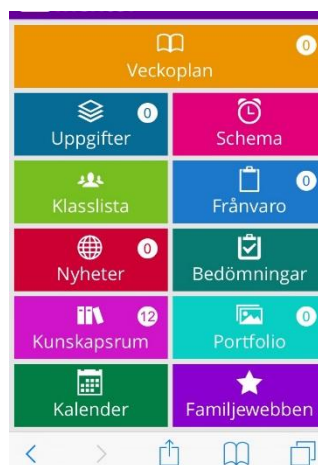 0
Veckoplan
0
Uppgifter
Schema
Klasslista
0
Frånvaro
0
Nyheter
Bedömningar
12
Kunskapsrum
0
Portfolio
Kalender
Familjewebben